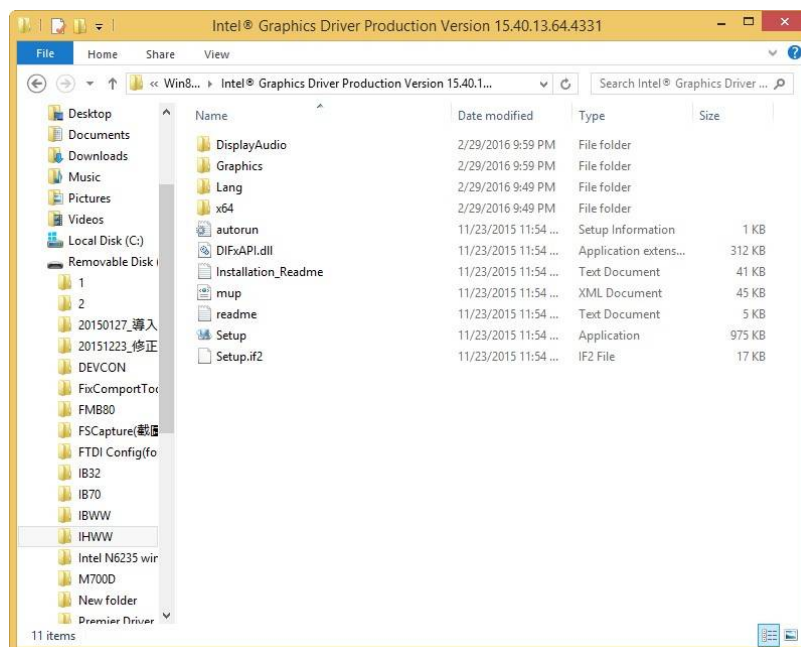 Intel® Graphics Driver Production Version 15.40.13.64.4331
File Home Share View
« Win8... Intel® Graphics Driver Production Version 15.40.1... Search Intel® Graphics Driver ...
Desktop
Documents
Downloads
Music
Pictures
Videos
Local Disk (C:)
Removable Disk (
1
2
20150127_導入
20151223_修正
DEVCON
FixComportToo
FMB80
FSCapture(截圖
FTDI Config(fo
IB32
IB70
IBWW
IHWW
Intel N6235 win
M700D
New folder
Premier Driver
Name Date modified Type Size
DisplayAudio 2/29/2016 9:59 PM File folder
Graphics 2/29/2016 9:59 PM File folder
Lang 2/29/2016 9:49 PM File folder
x64 2/29/2016 9:49 PM File folder
autorun 11/23/2015 11:54 ... Setup Information 1 KB
DIFxAPI.dll 11/23/2015 11:54 ... Application extens... 312 KB
Installation_Readme 11/23/2015 11:54 ... Text Document 41 KB
mup 11/23/2015 11:54 ... XML Document 45 KB
readme 11/23/2015 11:54 ... Text Document 5 KB
Setup 11/23/2015 11:54 ... Application 975 KB
Setup.if2 11/23/2015 11:54 ... IF2 File 17 KB
11 items